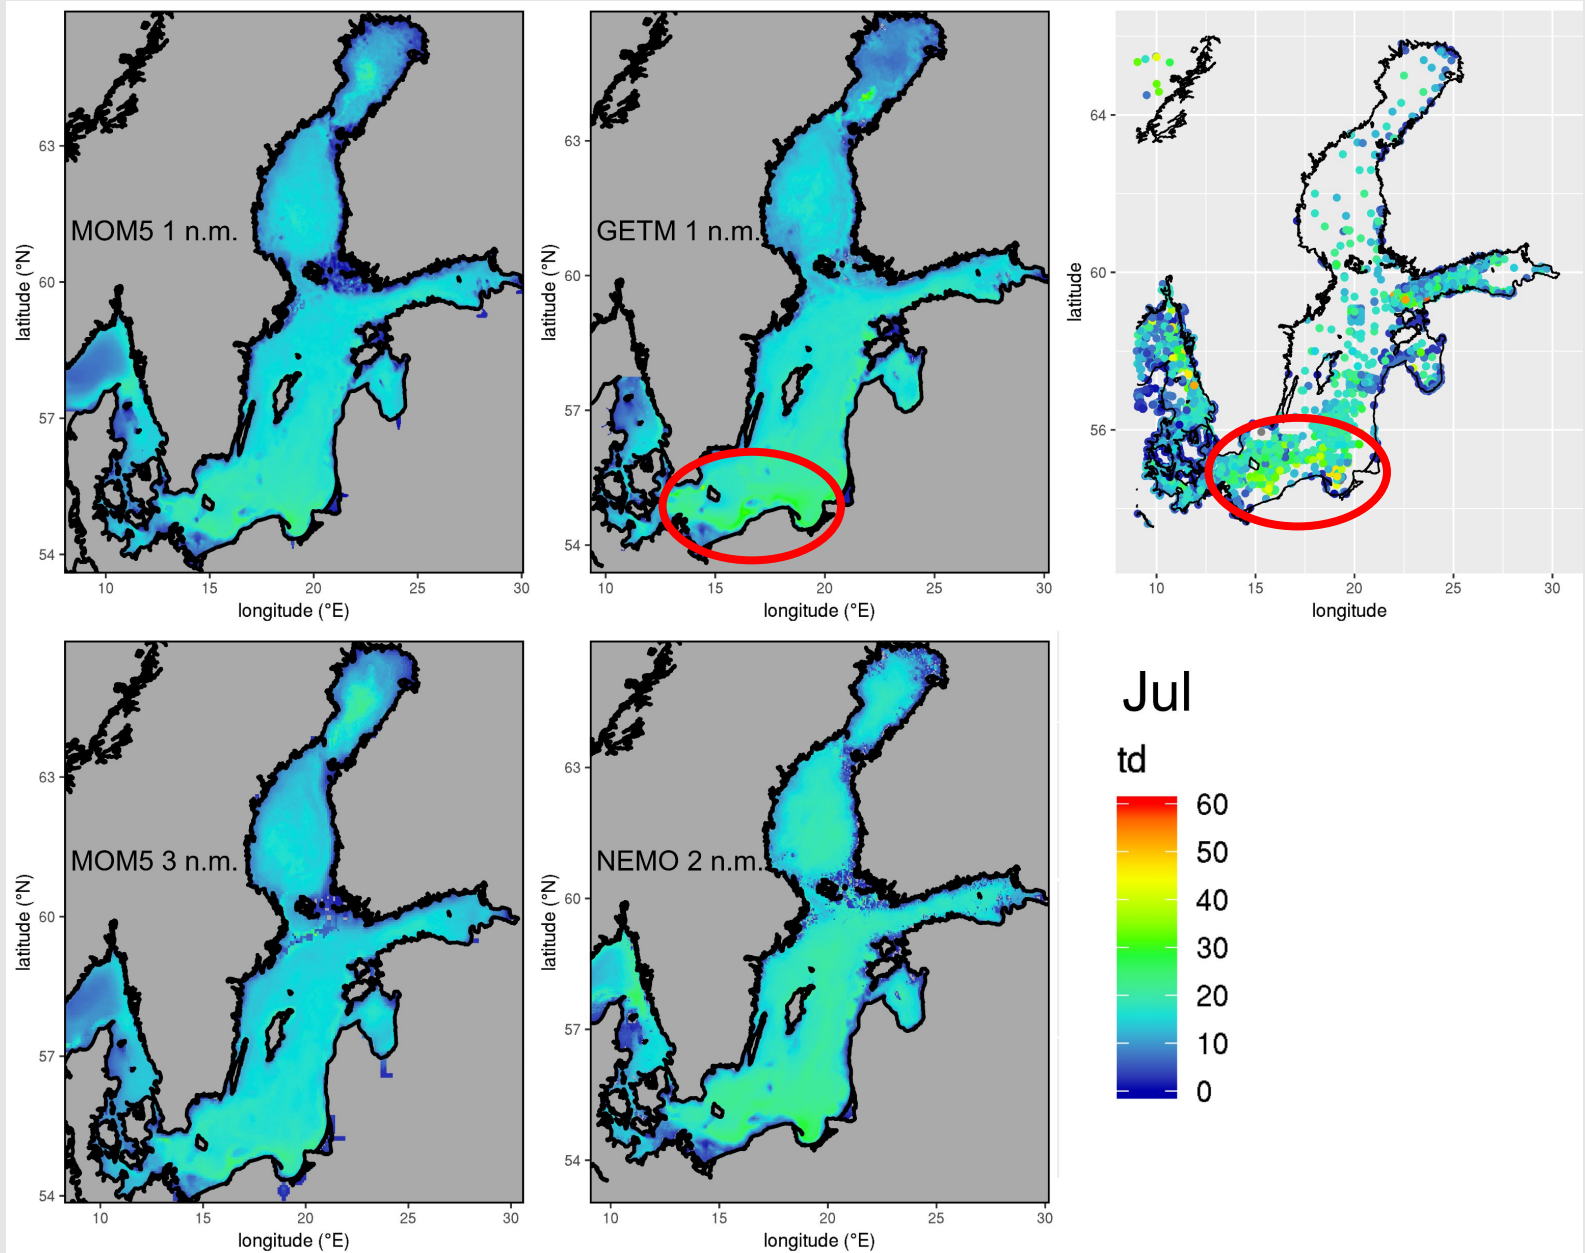 MOM5 1 n.m.
63
60
57
54
latitude (°N)
10 15 20 25 30
longitude (°E)
GETM 1 n.m.
63
60
57
54
latitude (°N)
10 15 20 25 30
longitude (°E)
64
60
56
latitude
10 15 20 25 30
longitude
MOM5 3 n.m.
63
60
57
54
latitude (°N)
10 15 20 25 30
longitude (°E)
NEMO 2 n.m.
63
60
57
54
latitude (°N)
10 15 20 25 30
longitude (°E)
Jul
td
60
50
40
30
20
10
0